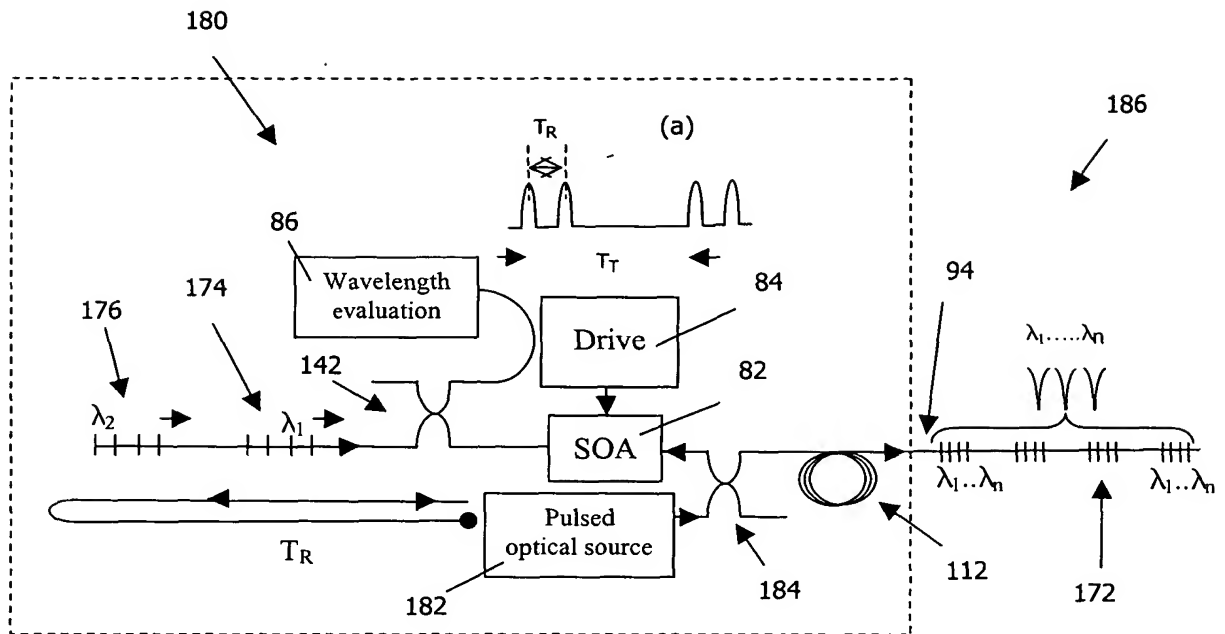 180
186
T_R
(a)
86
Wavelength
evaluation
T_T
84
94
λ₁.....λₙ
176
174
Drive
142
82
λ₂
λ₁
SOA
λ₁..λₙ
λ₁..λₙ
T_R
Pulsed
optical source
182
184
112
172